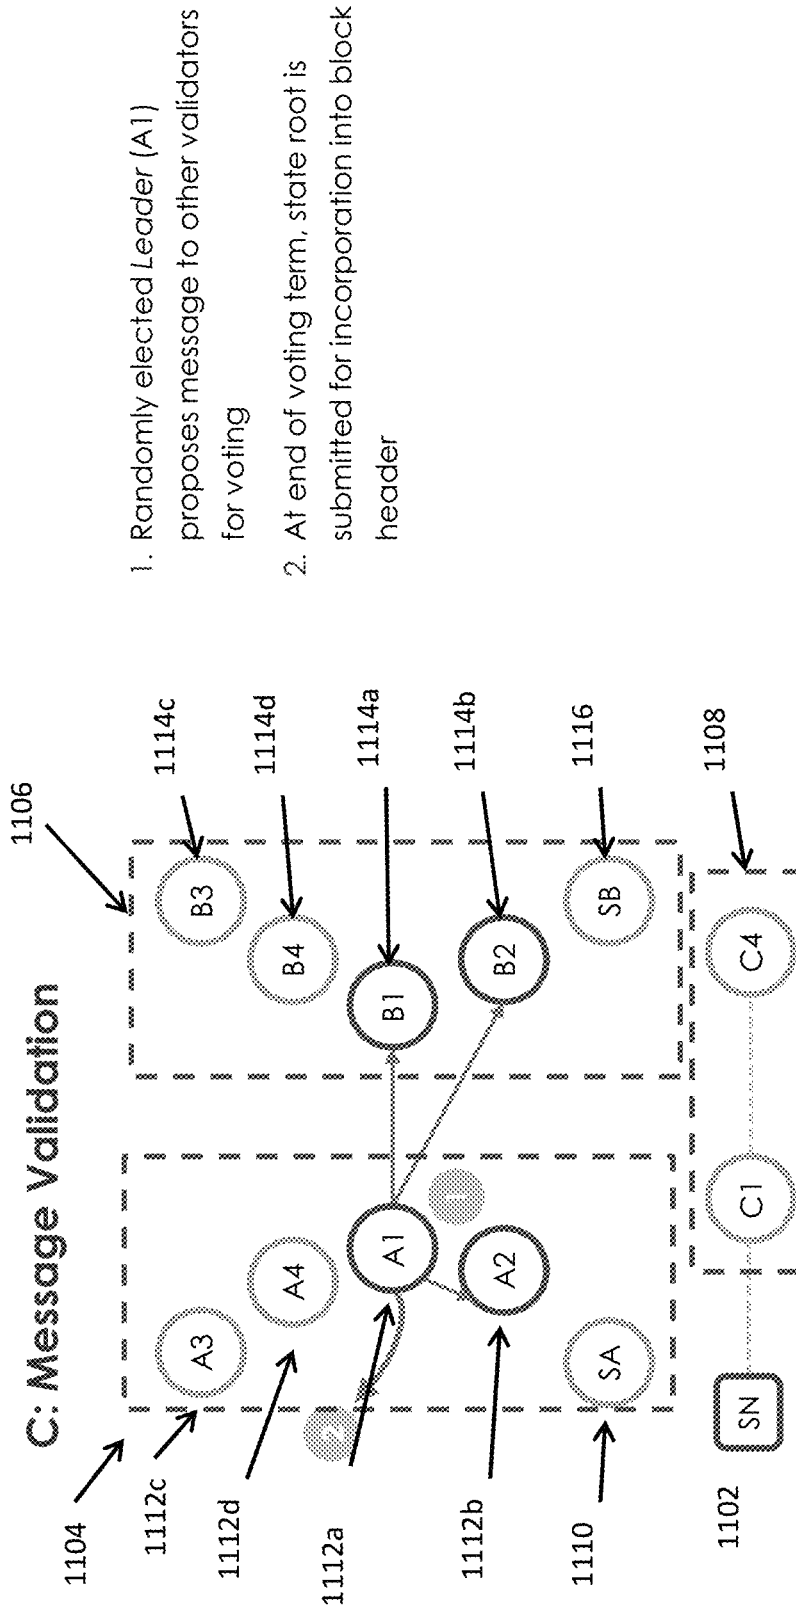 C: Message Validation
1104
1112c
1112d
1112a
1112b
1110
1102
A3
A4
A1
A2
SA
SN
1
2
B3
B4
B1
B2
SB
C1
C4
1106
1114c
1114d
1114a
1114b
1116
1108
1. Randomly elected Leader (A1)
proposes message to other validators
for voting
2. At end of voting term, state root is
submitted for incorporation into block
header